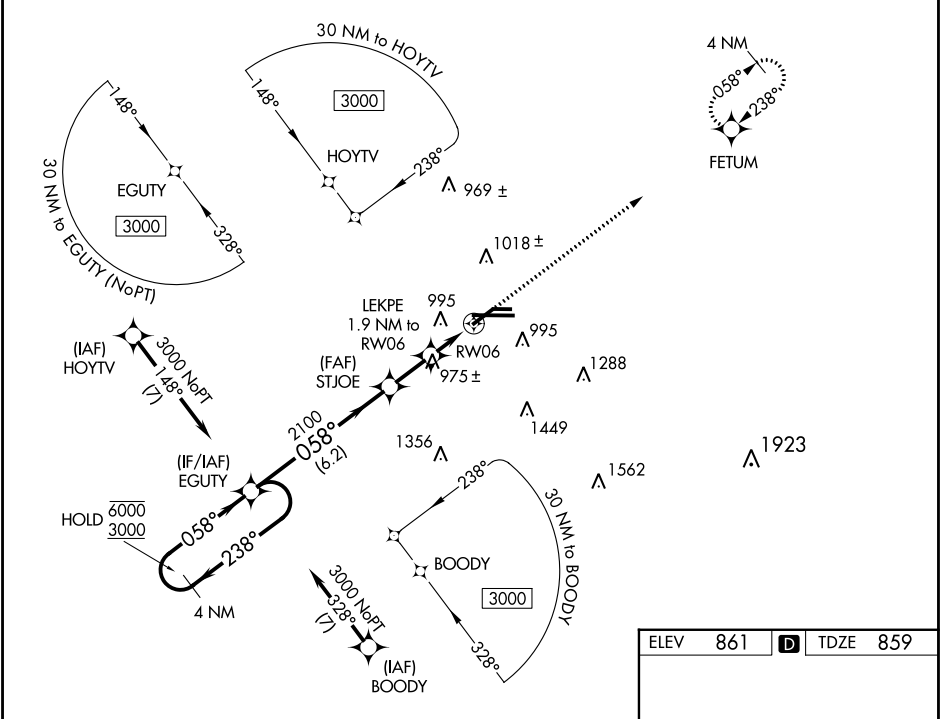 30 NM to HOYTV
148°
3000
HOYTV
238°
4 NM
058°
238°
FETUM
148°
EGUTY
3000
328°
30 NM to EGUTY (NoPT)
969 ±
1018 ±
LEKPE
1.9 NM to
RW06
995
RW06
995
(FAF)
STJOE
975 ±
1288
(IAF)
HOYTV
3000 NoPT
148°
(7)
2100
058°
(6.2)
1449
1356
1923
1562
(IF/IAF)
EGUTY
HOLD 6000
3000
058°
238°
4 NM
238°
30 NM to BOODY
BOODY
3000
328°
3000 NoPT
328°
(7)
(IAF)
BOODY
ELEV 861 D TDZE 859